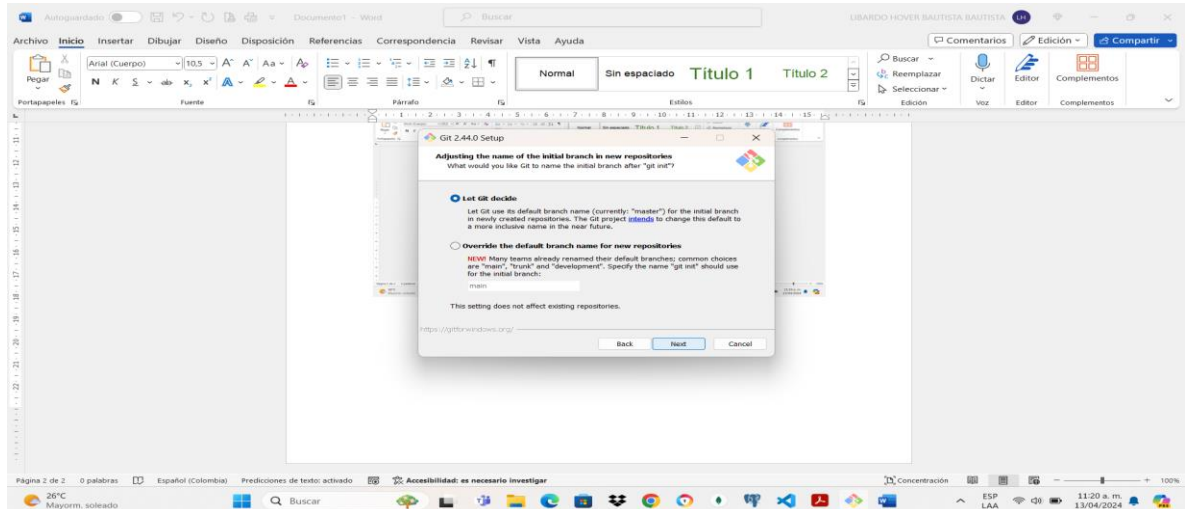 Autoguardado
Documento1 - Word
Buscar
LIBARDO HOVER BAUTISTA BAUTISTA
LH
Archivo Inicio Insertar Dibujar Diseño Disposición Referencias Correspondencia Revisar Vista Ayuda
Comentarios Edición Compartir
Pegar
Arial (Cuerpo) 10,5
N K S ab x₂ x² A A
Normal Sin espaciado Título 1 Título 2
Buscar
Reemplazar
Seleccionar
Dictar Editor Complementos
Portapapeles Fuente Párrafo Estilos Edición Voz Editor Complementos
Git 2.44.0 Setup
Adjusting the name of the initial branch in new repositories
What would you like Git to name the initial branch after "git init"?
Let Git decide
Let Git use its default branch name (currently: "master") for the initial branch
in newly created repositories. The Git project intends to change this default to
a more inclusive name in the near future.
Override the default branch name for new repositories
NEW! Many teams already renamed their default branches; common choices
are "main", "trunk" and "development". Specify the name "git init" should use
for the initial branch:
main
This setting does not affect existing repositories.
https://gitforwindows.org/
Back Next Cancel
Página 2 de 2 0 palabras Español (Colombia) Predicciones de texto: activado Accesibilidad: es necesario investigar Concentración 100%
26°C
Mayorm. soleado
Buscar
ESP
LAA
11:20 a. m.
13/04/2024